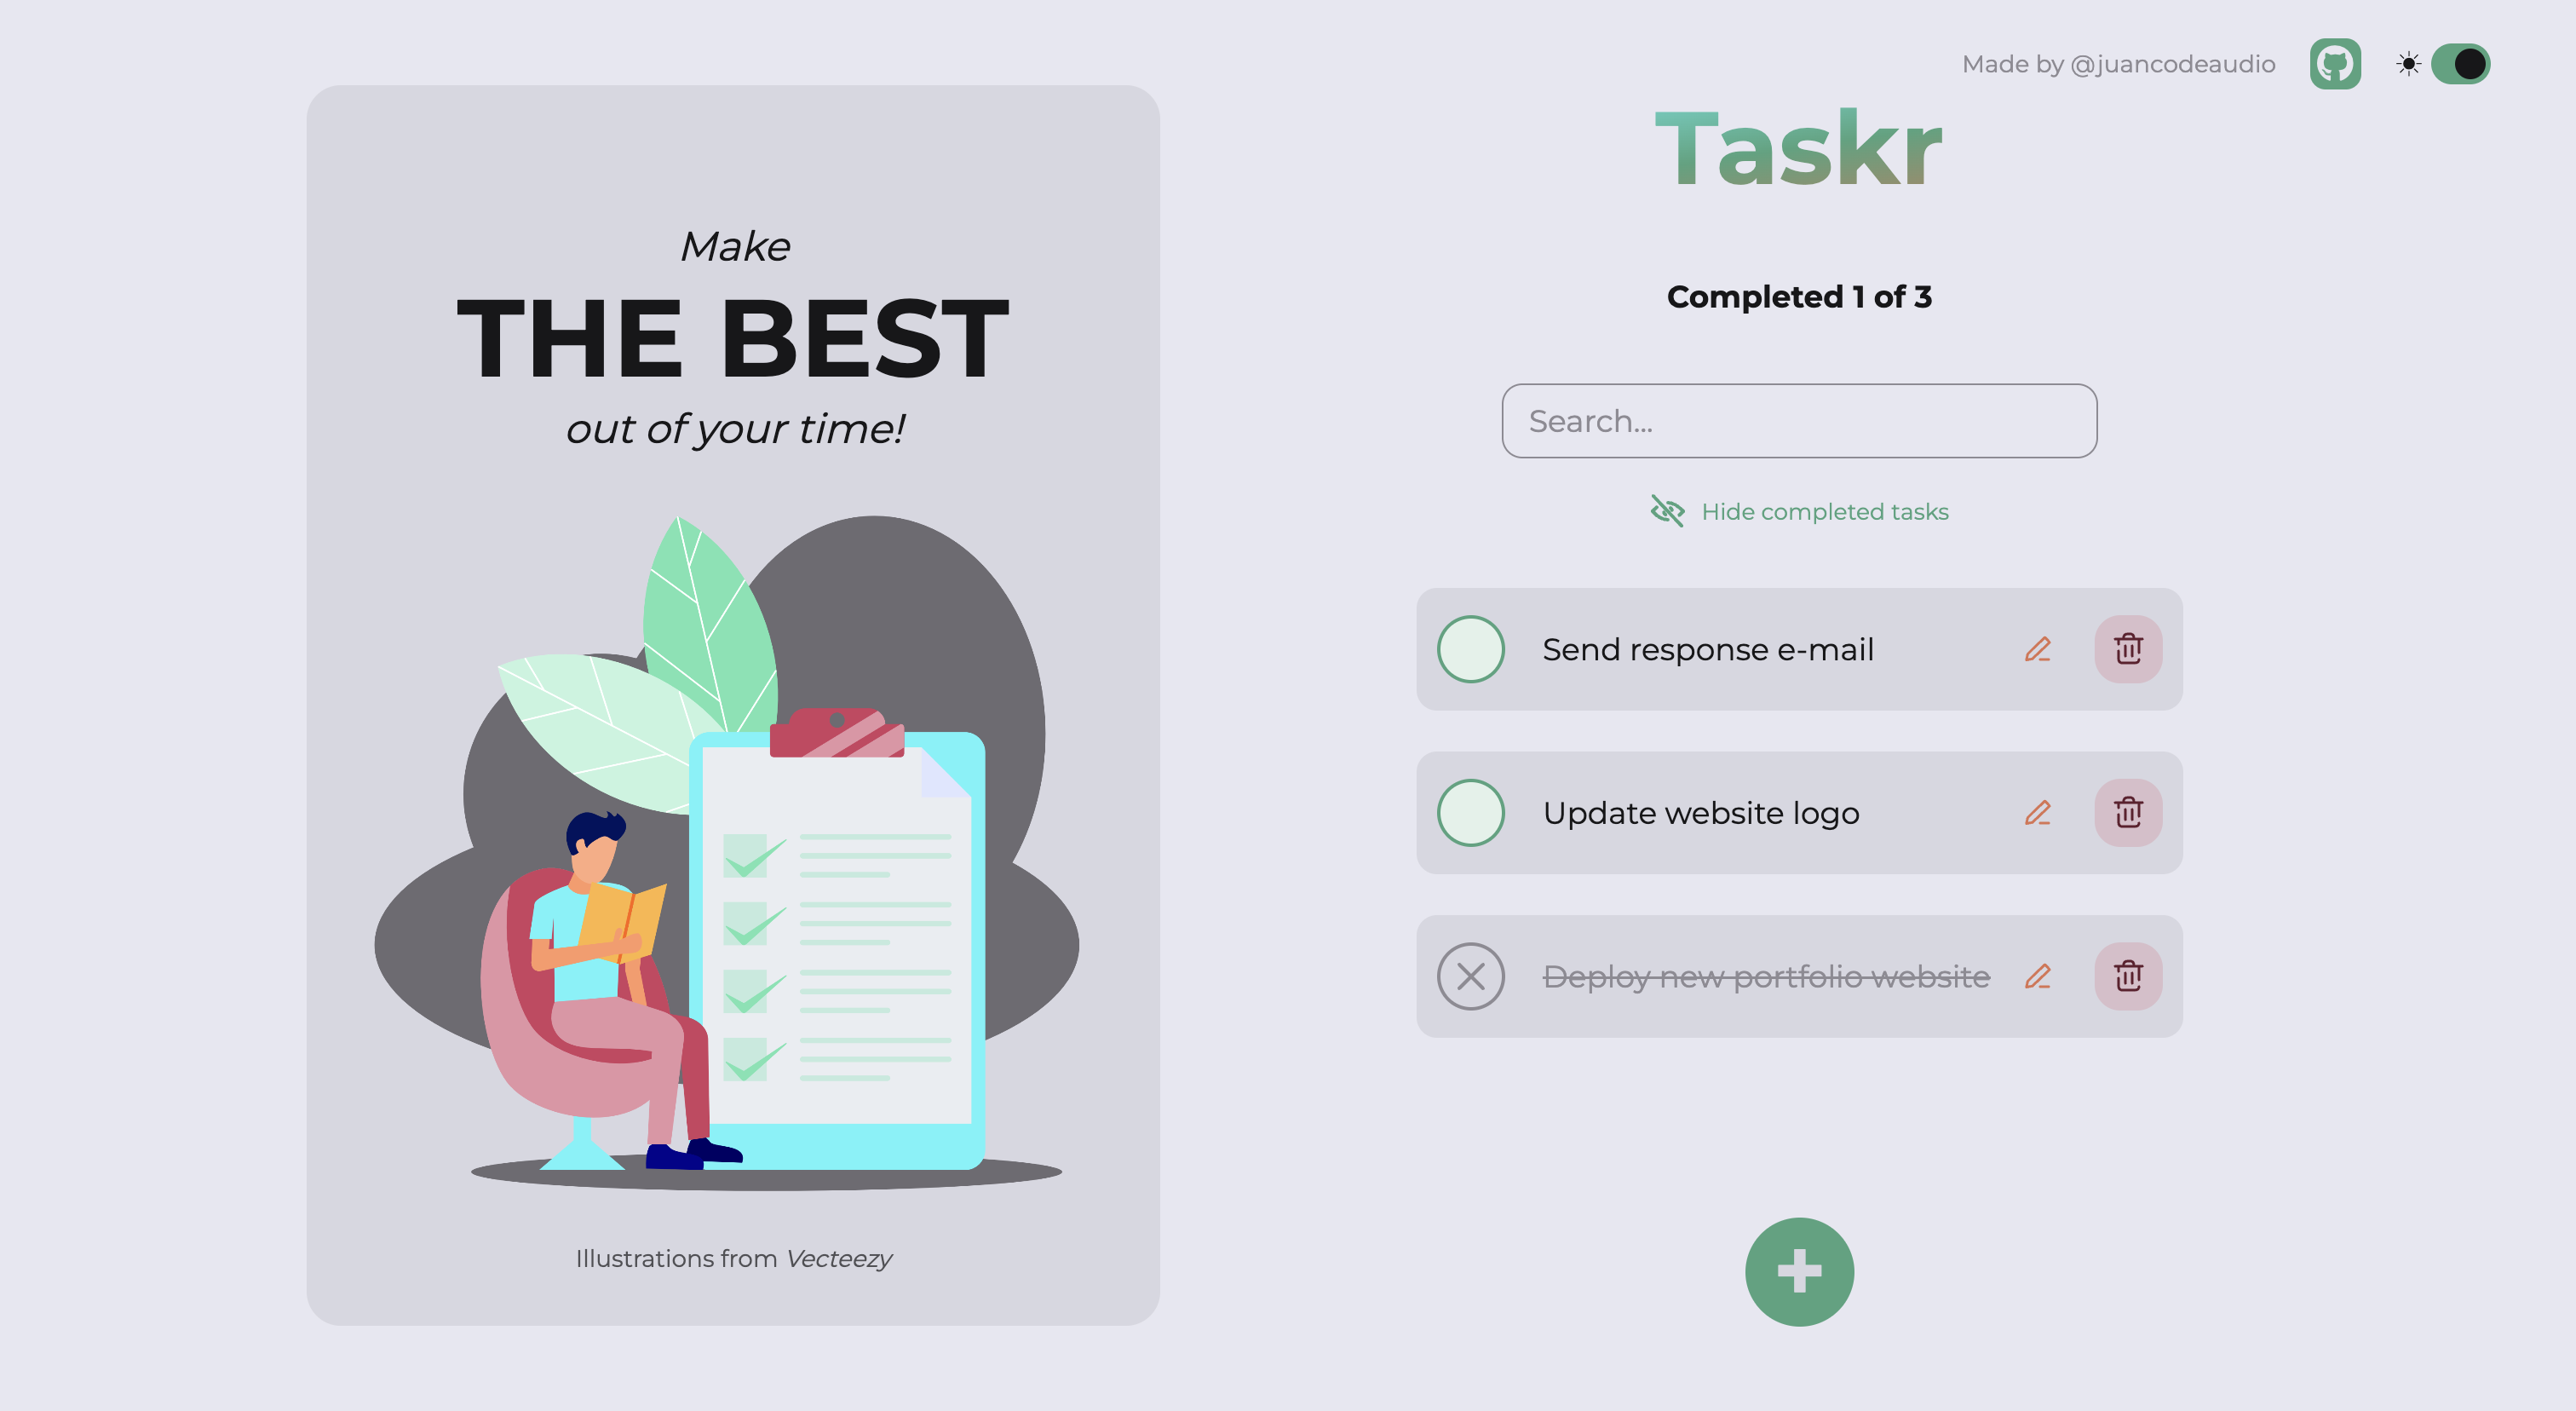 Made by @juancodeaudio
Make
THE BEST
out of your time!
Illustrations from Vecteezy
Taskr
Completed 1 of 3
Search...
Hide completed tasks
Send response e-mail
Update website logo
Deploy new portfolio website